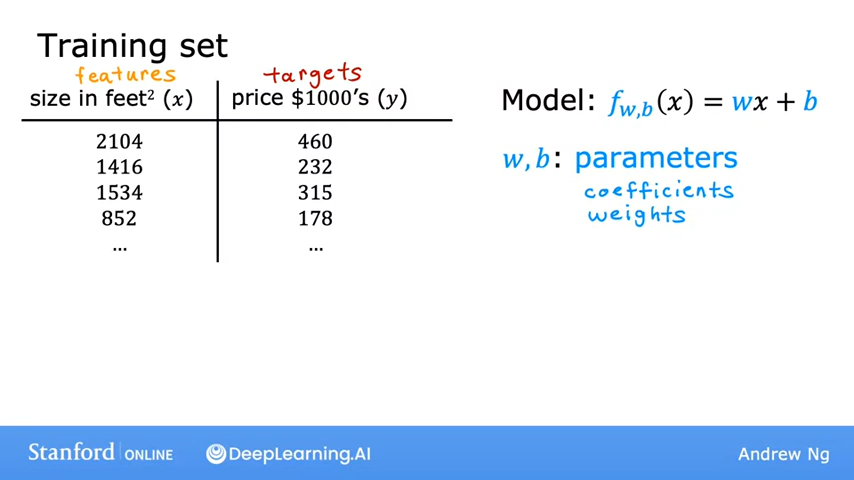 Training set
features
targets
size in feet² (x)
price $1000's (y)
2104 460
1416 232
1534 315
852 178
... ...
Model: f_{w,b}(x) = wx + b
w, b: parameters
coefficients
weights
Stanford ONLINE
DeepLearning.AI
Andrew Ng